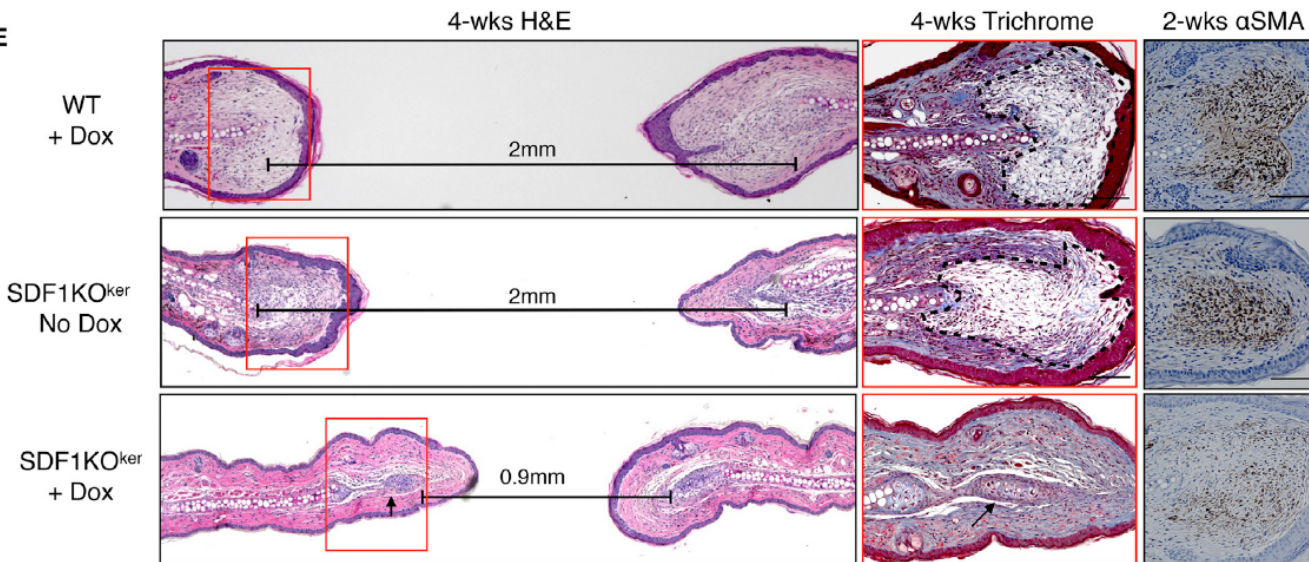 E
4-wks H&E 4-wks Trichrome 2-wks αSMA
WT
+ Dox
2mm
SDF1KOker
No Dox
2mm
SDF1KOker
+ Dox
0.9mm